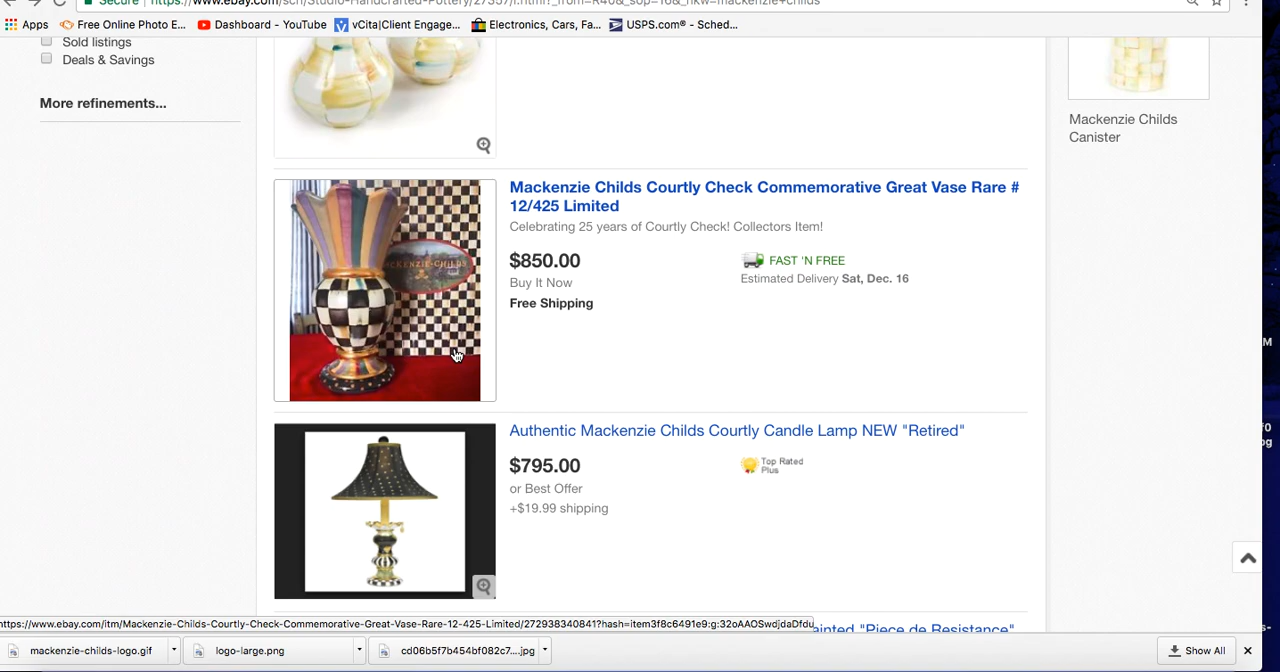 Secure
https://www.ebay.com/sch/Studio-Handcrafted-Pottery/27557/i.html?_from=R40&_sop=16&_nkw=mackenzie+childs
Apps Free Online Photo E... Dashboard - YouTube vCita|Client Engage... Electronics, Cars, Fa... USPS.com® - Sched...
Sold listings
Deals & Savings
More refinements...
Mackenzie Childs
Canister
Mackenzie Childs Courtly Check Commemorative Great Vase Rare #
12/425 Limited
Celebrating 25 years of Courtly Check! Collectors Item!
$850.00
Buy It Now
Free Shipping
FAST 'N FREE
Estimated Delivery Sat, Dec. 16
MACKENZIE-CHILDS
Authentic Mackenzie Childs Courtly Candle Lamp NEW "Retired"
$795.00
or Best Offer
+$19.99 shipping
Top Rated
Plus
ainted "Piece de Resistance"
https://www.ebay.com/itm/Mackenzie-Childs-Courtly-Check-Commemorative-Great-Vase-Rare-12-425-Limited/272938340841?hash=item3f8c6491e9:g:32oAAOSwdjdaDfdu
mackenzie-childs-logo.gif
logo-large.png
cd06b5f7b454bf082c7....jpg
Show All